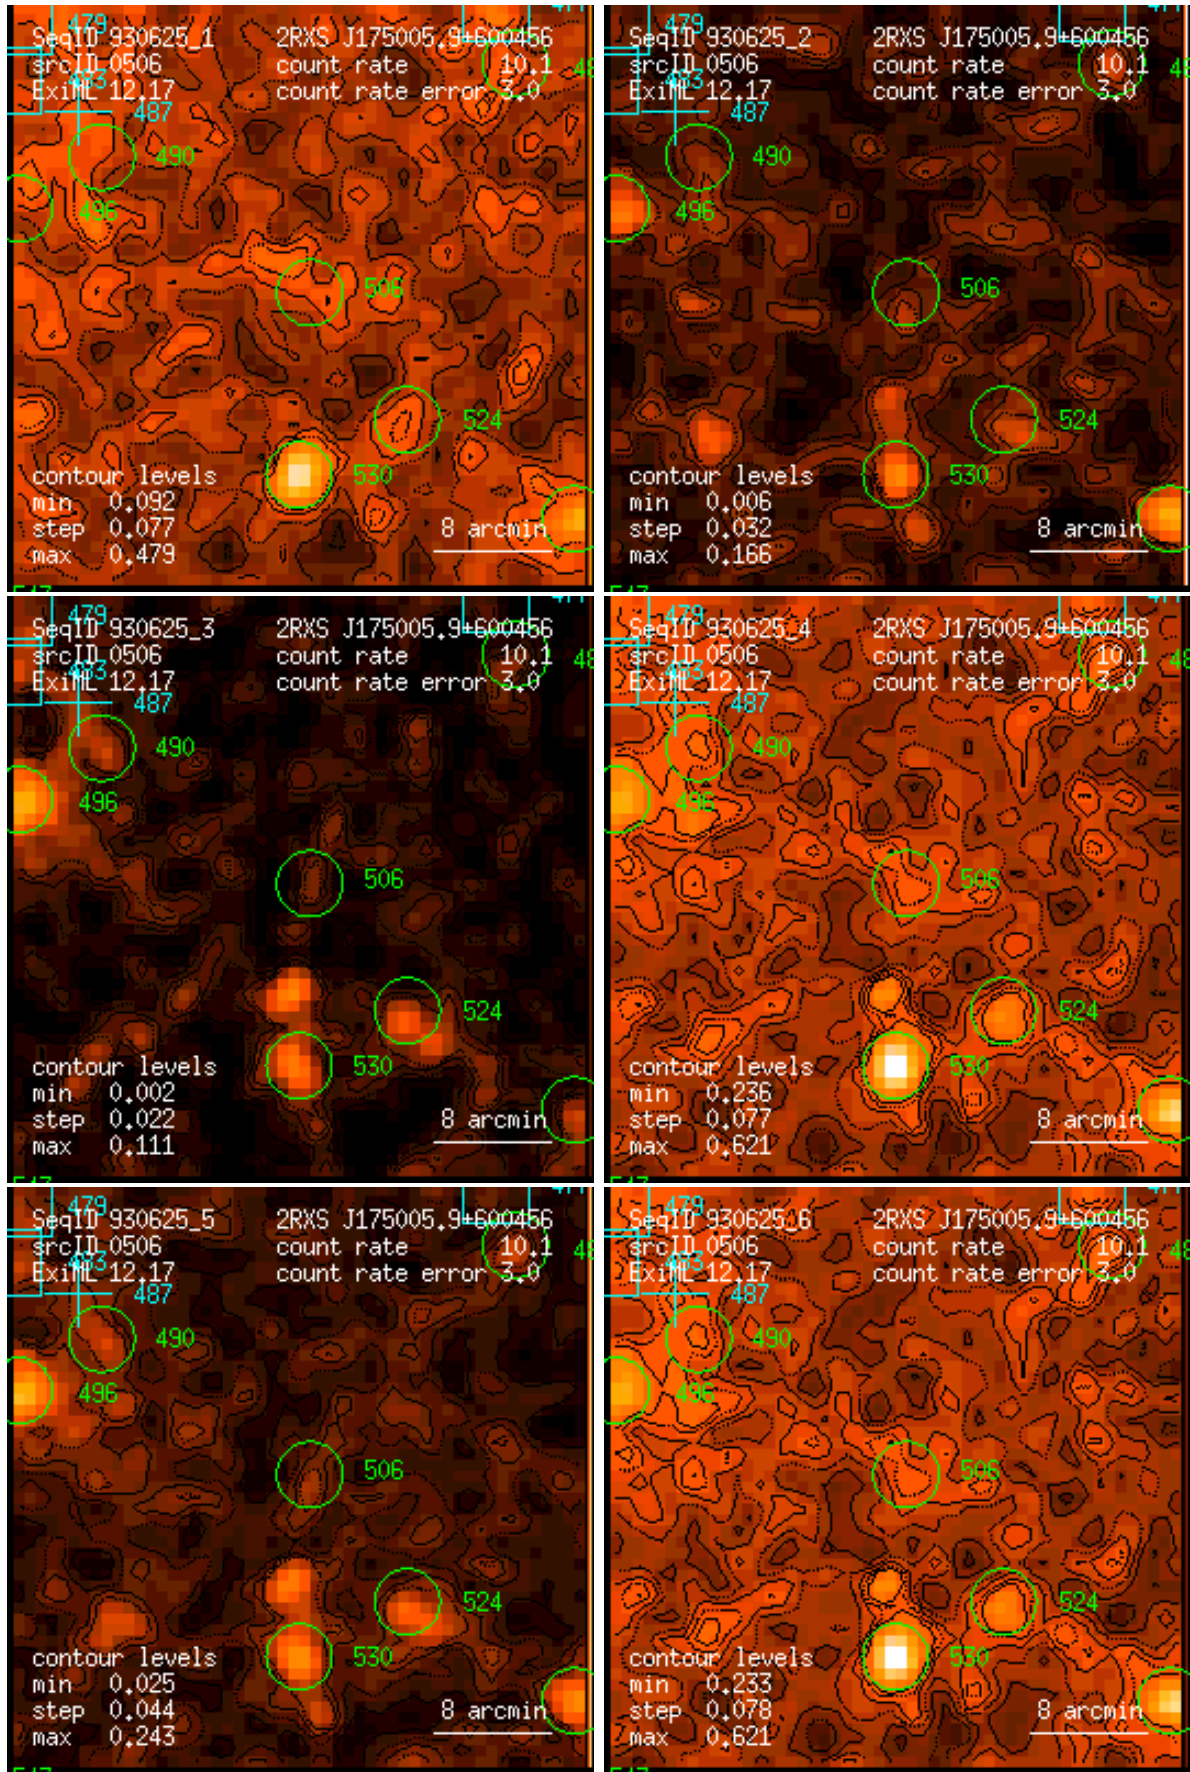 479
SeqID 930625_1 2RXS J175005.9+600456
srcID 0506 count rate 10.1
ExiML 12.17 count rate error 3.0
487
490
496
506
524
530
contour levels
min 0.092
step 0.077
max 0.479
8 arcmin
479
SeqID 930625_2 2RXS J175005.9+600456
srcID 0506 count rate 10.1
ExiML 12.17 count rate error 3.0
487
490
496
506
524
530
contour levels
min 0.006
step 0.032
max 0.166
8 arcmin
479
SeqID 930625_3 2RXS J175005.9+600456
srcID 0506 count rate 10.1
ExiML 12.17 count rate error 3.0
487
490
496
506
524
530
contour levels
min 0.002
step 0.022
max 0.111
8 arcmin
479
SeqID 930625_4 2RXS J175005.9+600456
srcID 0506 count rate 10.1
ExiML 12.17 count rate error 3.0
487
490
496
506
524
530
contour levels
min 0.236
step 0.077
max 0.621
8 arcmin
479
SeqID 930625_5 2RXS J175005.9+600456
srcID 0506 count rate 10.1
ExiML 12.17 count rate error 3.0
487
490
496
506
524
530
contour levels
min 0.025
step 0.044
max 0.243
8 arcmin
479
SeqID 930625_6 2RXS J175005.9+600456
srcID 0506 count rate 10.1
ExiML 12.17 count rate error 3.0
487
490
496
506
524
530
contour levels
min 0.233
step 0.078
max 0.621
8 arcmin